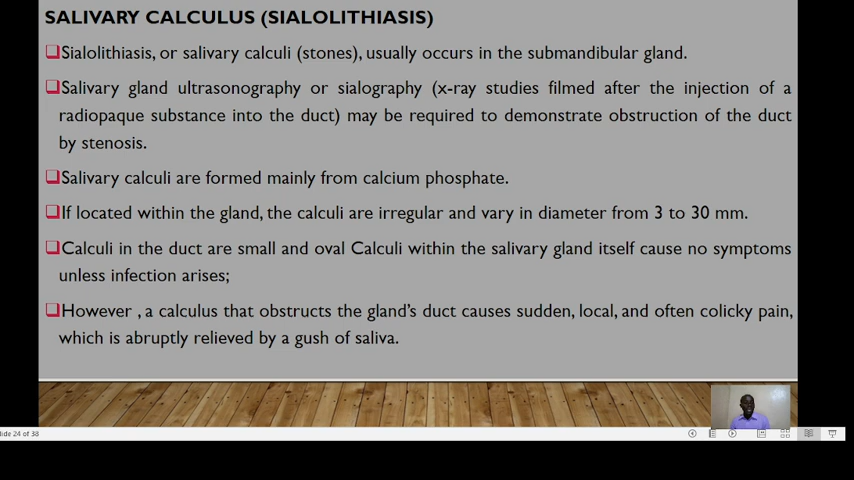 SALIVARY CALCULUS (SIALOLITHIASIS)
Sialolithiasis, or salivary calculi (stones), usually occurs in the submandibular gland.
Salivary gland ultrasonography or sialography (x-ray studies filmed after the injection of a
radiopaque substance into the duct) may be required to demonstrate obstruction of the duct
by stenosis.
Salivary calculi are formed mainly from calcium phosphate.
If located within the gland, the calculi are irregular and vary in diameter from 3 to 30 mm.
Calculi in the duct are small and oval Calculi within the salivary gland itself cause no symptoms
unless infection arises;
However , a calculus that obstructs the gland's duct causes sudden, local, and often colicky pain,
which is abruptly relieved by a gush of saliva.
lide 24 of 38